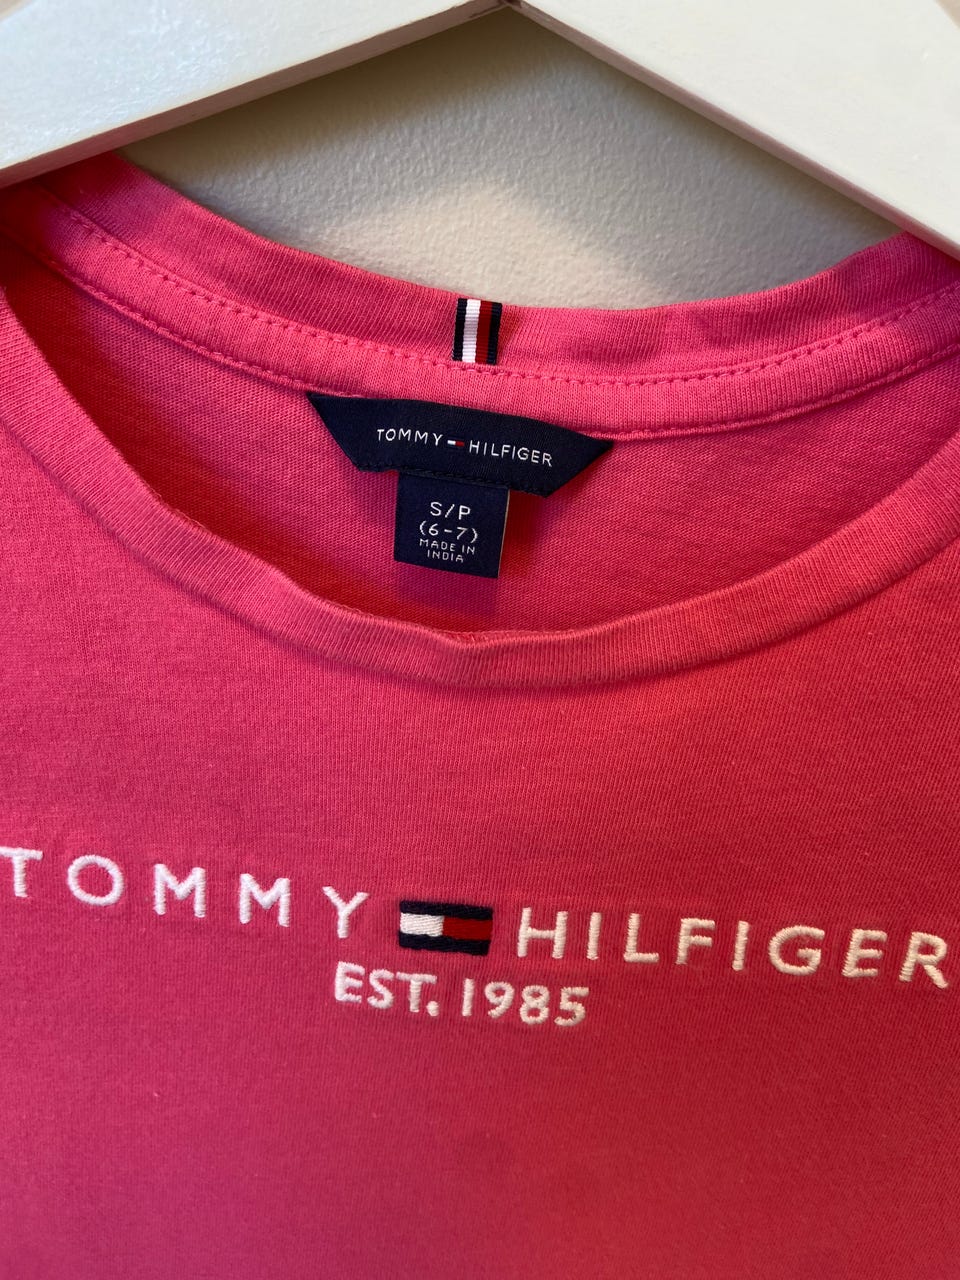 TOMMY HILFIGER
S/P
(6-7)
MADE IN
INDIA
TOMMY HILFIGER
EST. 1985